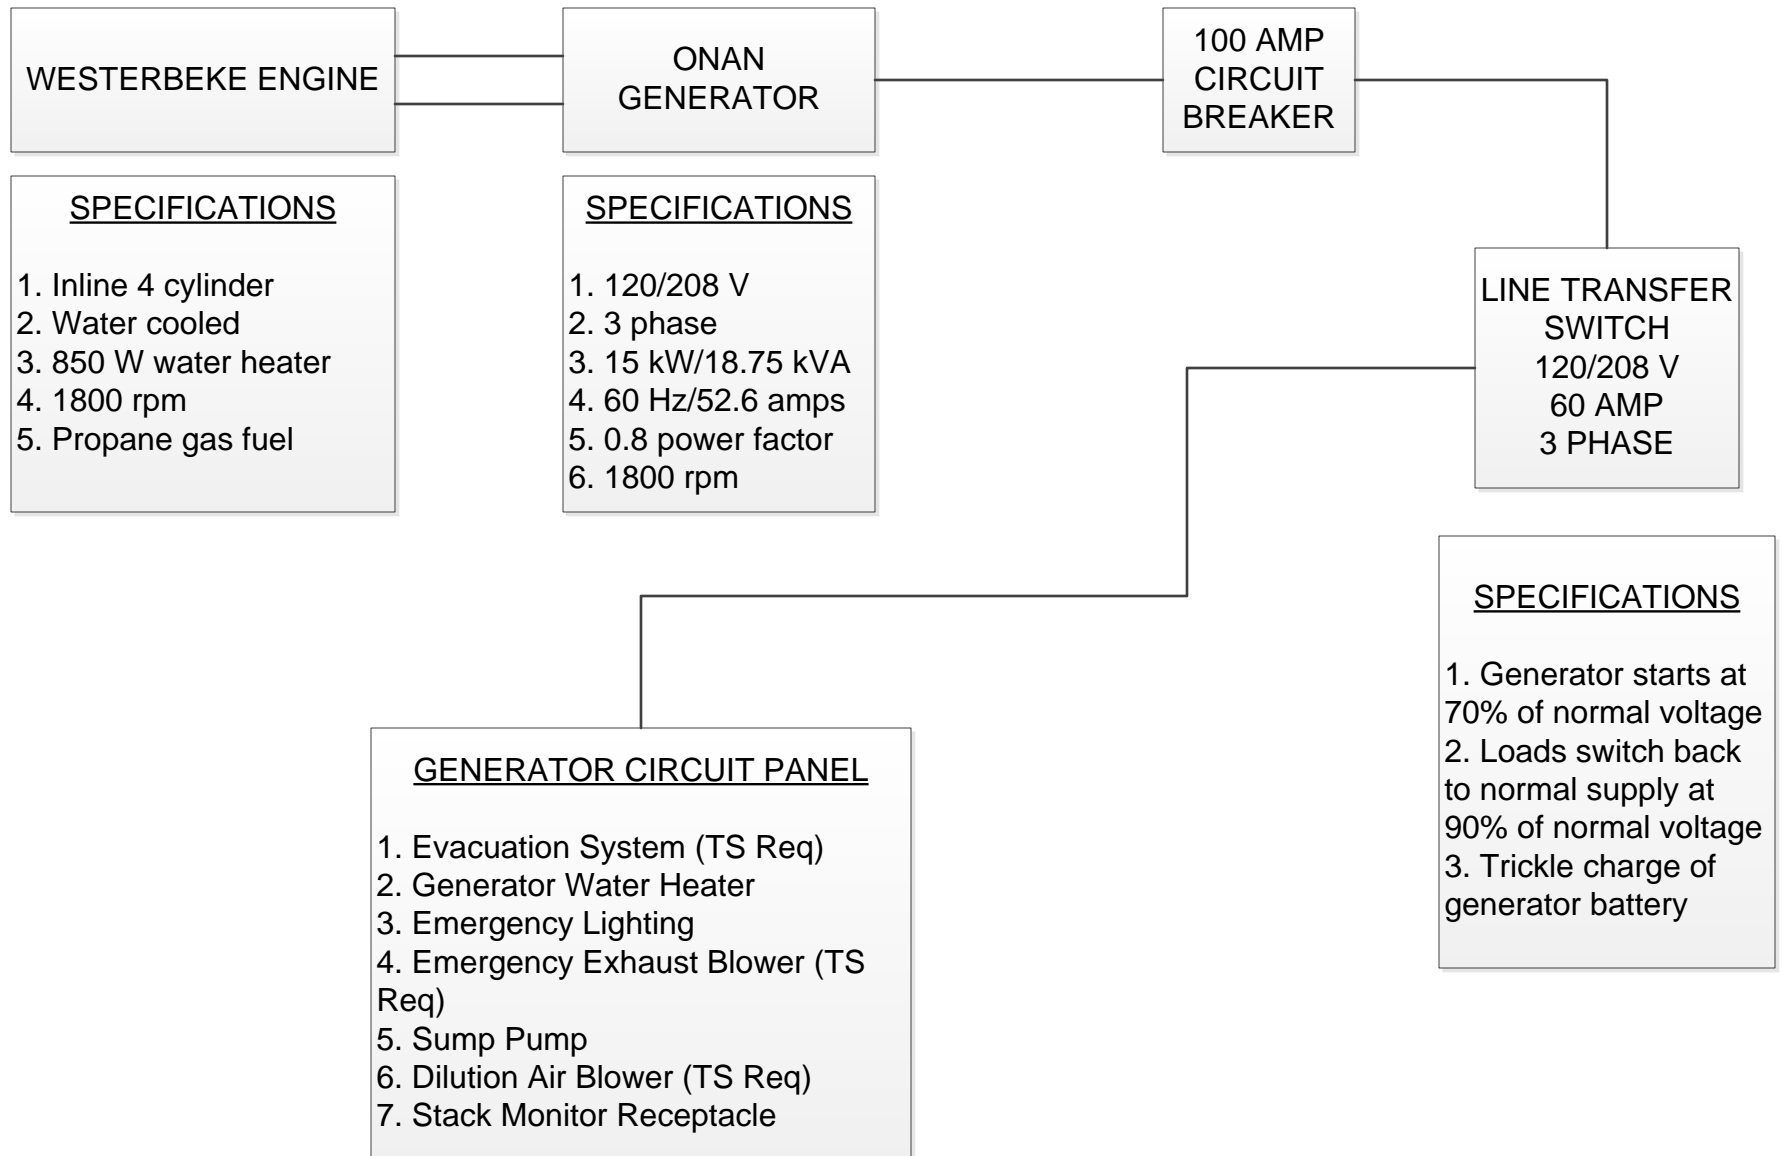 WESTERBEKE ENGINE
ONAN
GENERATOR
100 AMP
CIRCUIT
BREAKER
SPECIFICATIONS
1. Inline 4 cylinder
2. Water cooled
3. 850 W water heater
4. 1800 rpm
5. Propane gas fuel
SPECIFICATIONS
1. 120/208 V
2. 3 phase
3. 15 kW/18.75 kVA
4. 60 Hz/52.6 amps
5. 0.8 power factor
6. 1800 rpm
LINE TRANSFER
SWITCH
120/208 V
60 AMP
3 PHASE
SPECIFICATIONS
1. Generator starts at
70% of normal voltage
2. Loads switch back
to normal supply at
90% of normal voltage
3. Trickle charge of
generator battery
GENERATOR CIRCUIT PANEL
1. Evacuation System (TS Req)
2. Generator Water Heater
3. Emergency Lighting
4. Emergency Exhaust Blower (TS
Req)
5. Sump Pump
6. Dilution Air Blower (TS Req)
7. Stack Monitor Receptacle